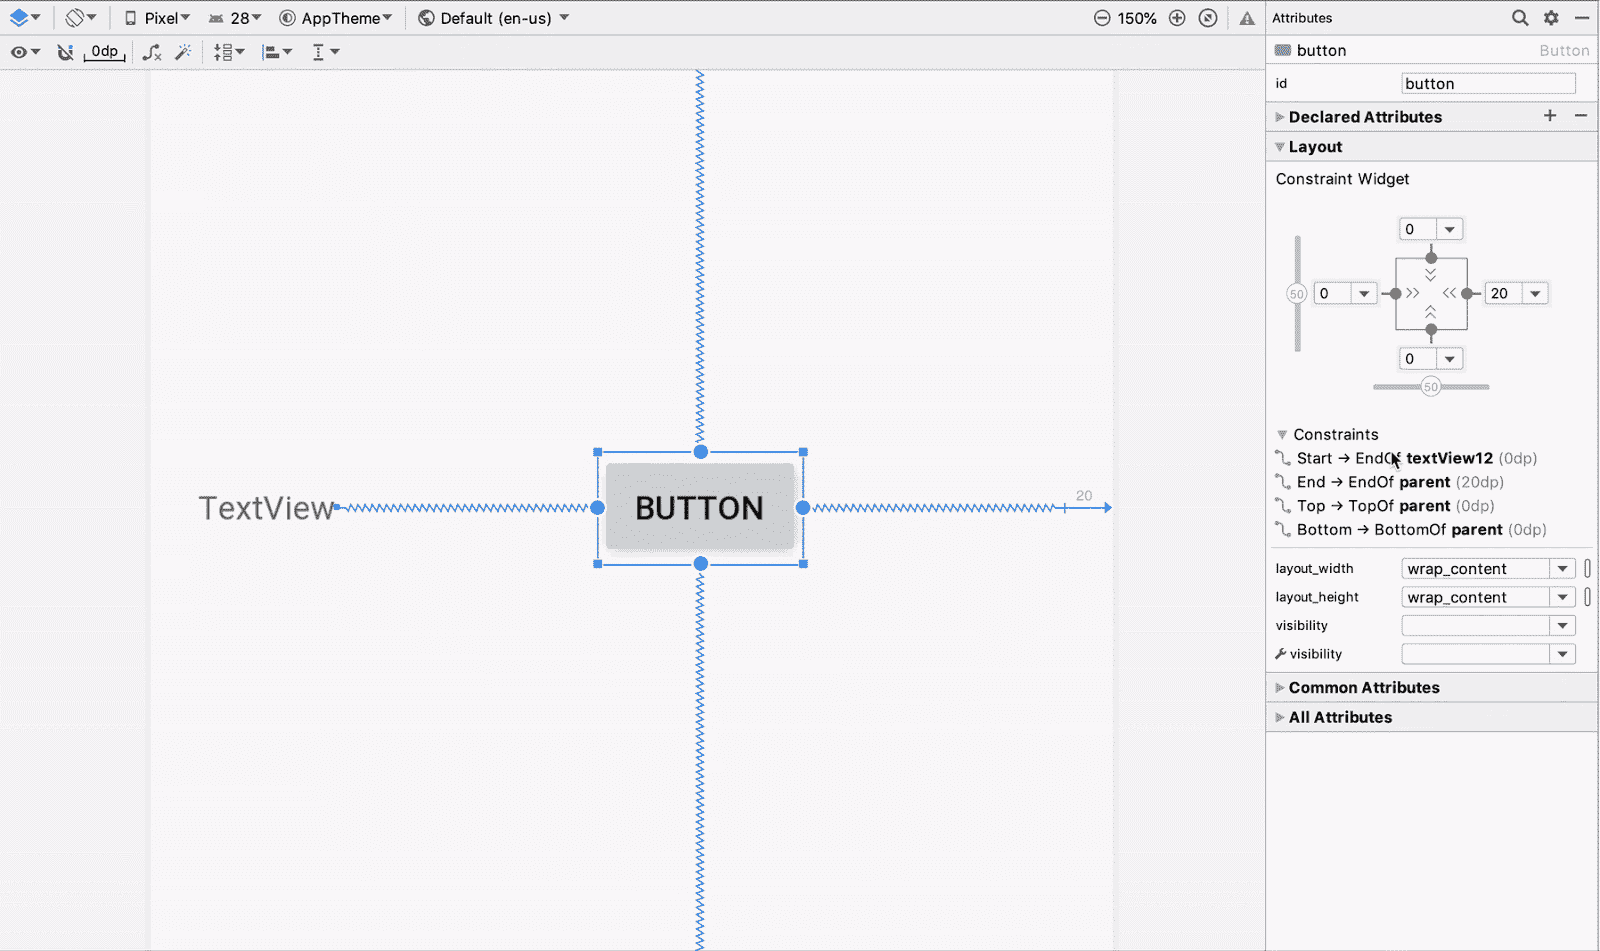 Pixel 28 AppTheme Default (en-us) 150% Attributes
0dp
button Button
id button
Declared Attributes
Layout
Constraint Widget
0
50 0 20
0
50
Constraints
Start → EndOf textView12 (0dp)
End → EndOf parent (20dp)
Top → TopOf parent (0dp)
Bottom → BottomOf parent (0dp)
TextView BUTTON 20
layout_width wrap_content
layout_height wrap_content
visibility
visibility
Common Attributes
All Attributes